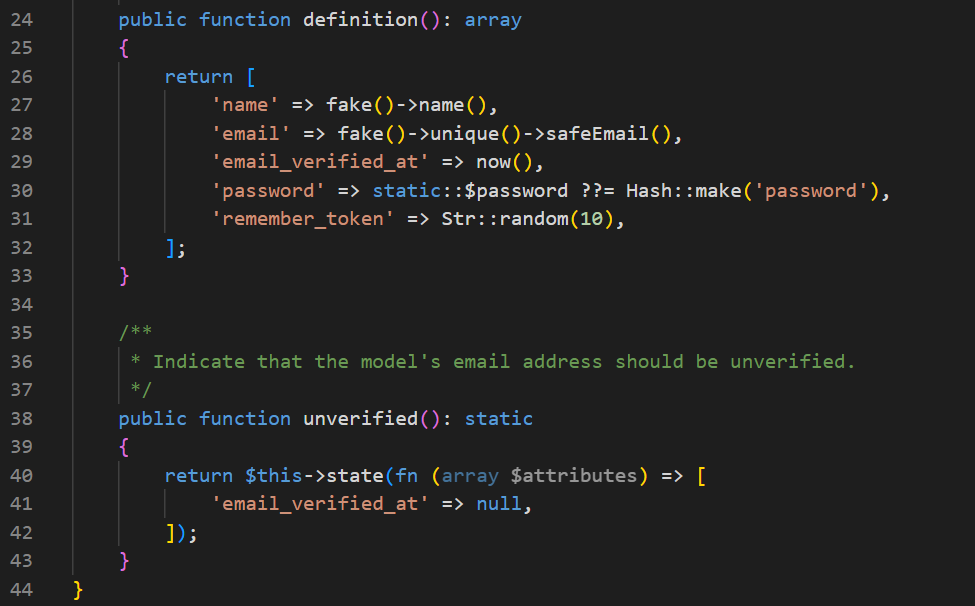 24 public function definition(): array
25 {
26 return [
27 'name' => fake()->name(),
28 'email' => fake()->unique()->safeEmail(),
29 'email_verified_at' => now(),
30 'password' => static::$password ??= Hash::make('password'),
31 'remember_token' => Str::random(10),
32 ];
33 }
34
35 /**
36 * Indicate that the model's email address should be unverified.
37 */
38 public function unverified(): static
39 {
40 return $this->state(fn (array $attributes) => [
41 'email_verified_at' => null,
42 ]);
43 }
44 }